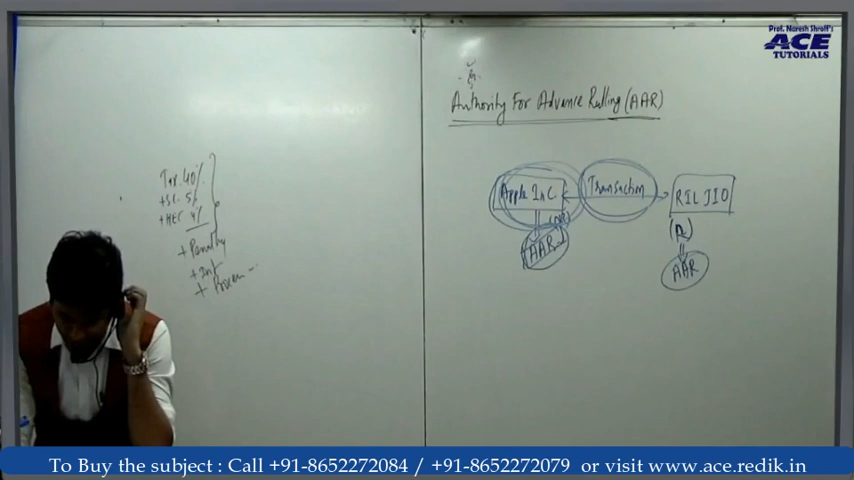 Prof. Naresh Shroff's
ACE
TUTORIALS
Authority For Advance Rulling (AAR)
Tax 40%
+SC. 5%
+HEC 4%
+ Penalty
+ Int
+
Apple Inc.
Transaction
RIL JIO
(NR)
(R)
AAR
AAR
To Buy the subject : Call +91-8652272084 / +91-8652272079 or visit www.ace.redik.in